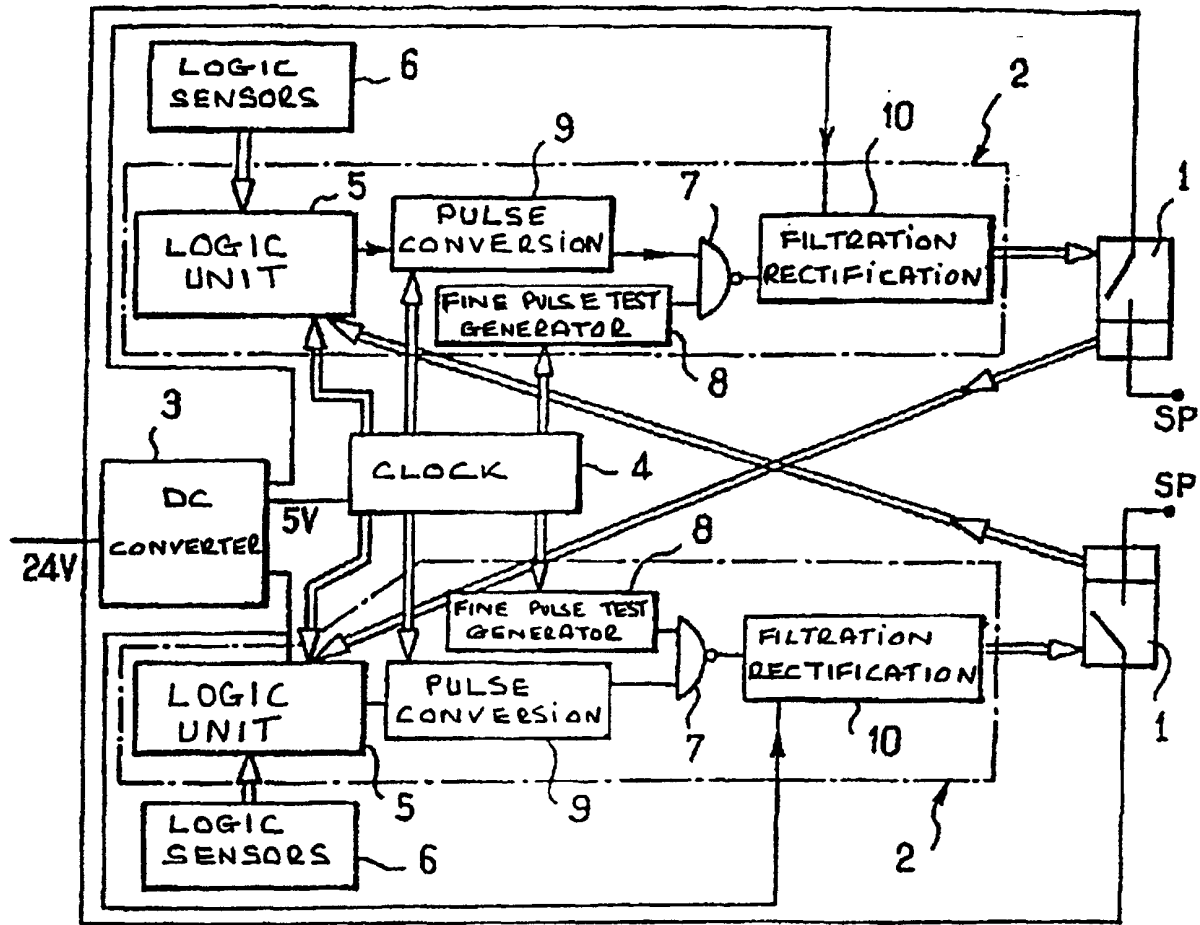 LOGIC
SENSORS
6
2
9
10
5
7
1
PULSE
CONVERSION
LOGIC
UNIT
FILTRATION
RECTIFICATION
FINE PULSE TEST
GENERATOR
8
SP
3
CLOCK
4
DC
CONVERTER
5V
24V
SP
8
FINE PULSE TEST
GENERATOR
FILTRATION
RECTIFICATION
LOGIC
UNIT
PULSE
CONVERSION
7
10
1
5
9
2
LOGIC
SENSORS
6